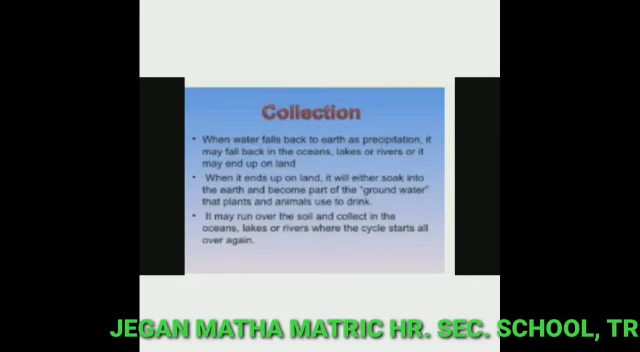 Collection
• When water falls back to earth as precipitation, it
may fall back in the oceans, lakes or rivers or it
may end up on land
• When it ends up on land, it will either soak into
the earth and become part of the “ground water”
that plants and animals use to drink.
• It may run over the soil and collect in the
oceans, lakes or rivers where the cycle starts all
over again.
JEGAN MATHA MATRIC HR. SEC. SCHOOL, TR